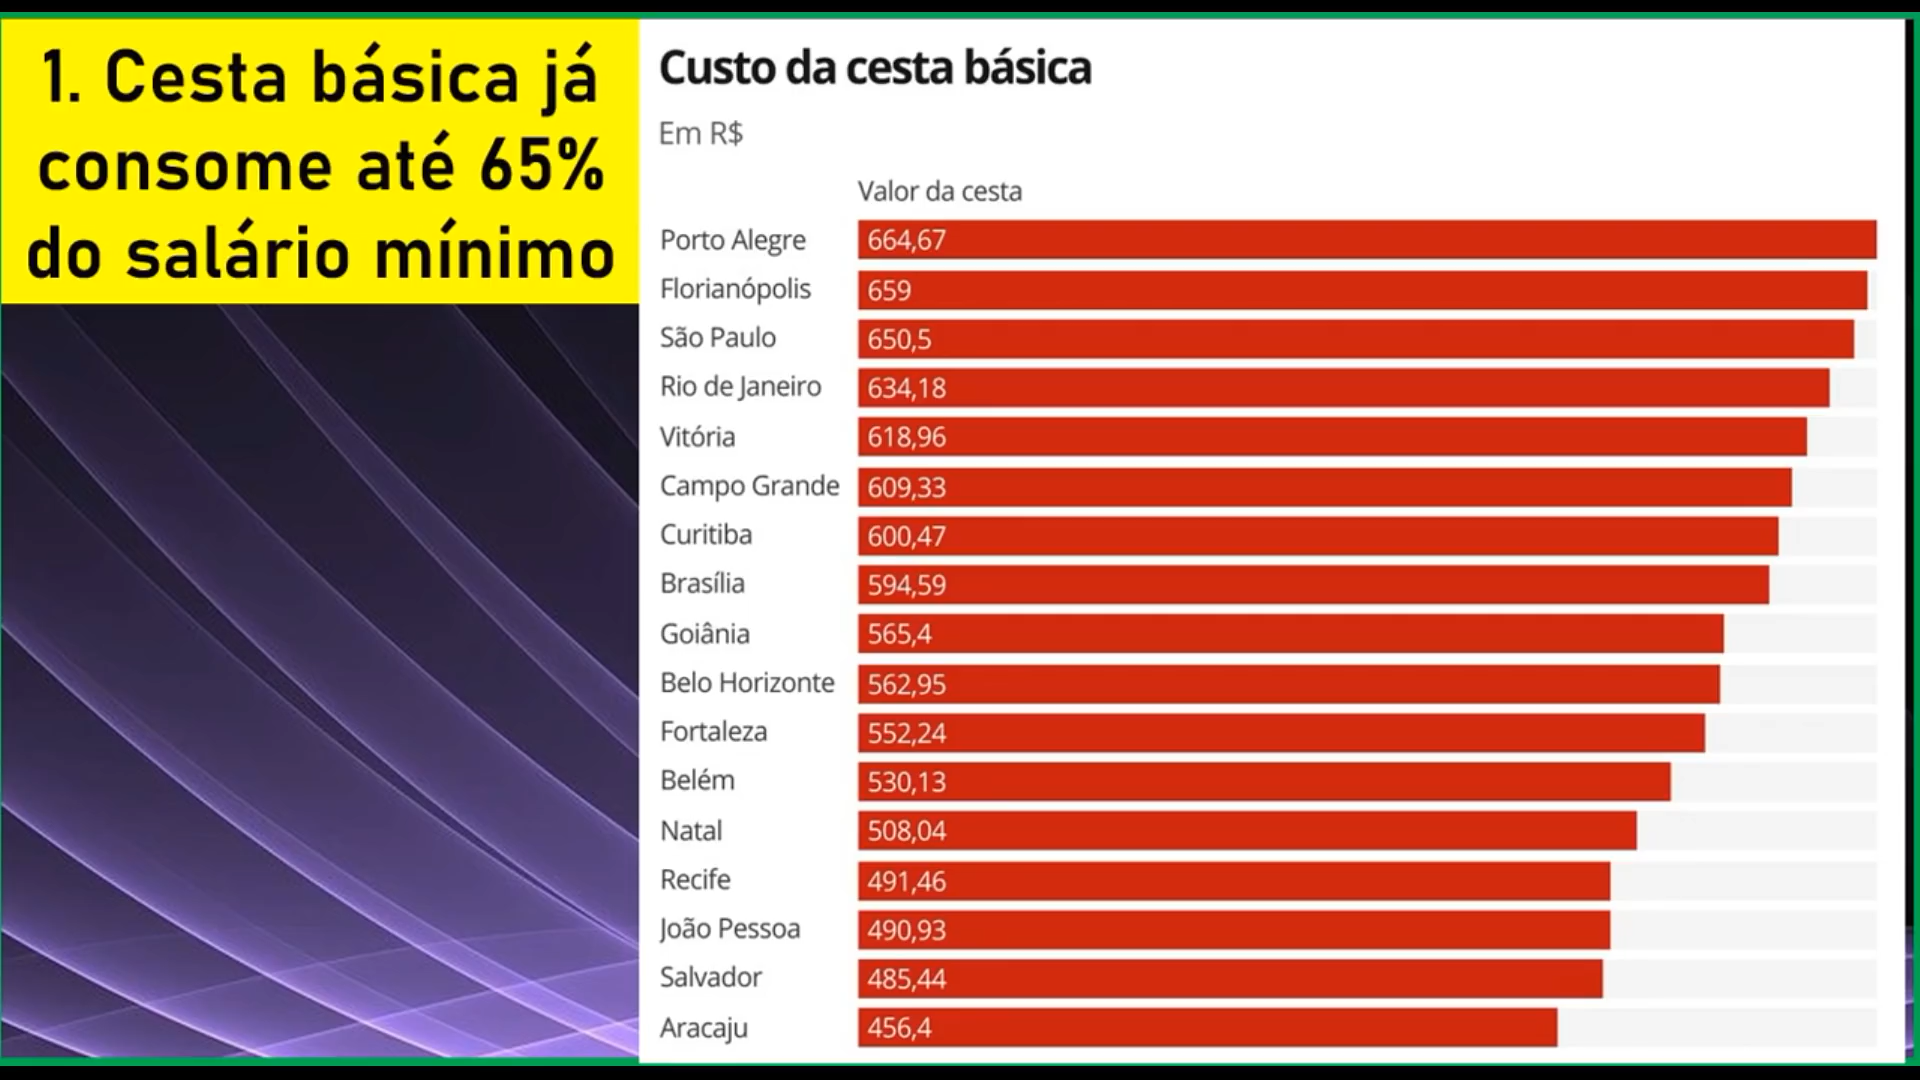 1. Cesta básica já
consome até 65%
do salário mínimo
Custo da cesta básica
Em R$
Valor da cesta
Porto Alegre 664,67
Florianópolis 659
São Paulo 650,5
Rio de Janeiro 634,18
Vitória 618,96
Campo Grande 609,33
Curitiba 600,47
Brasília 594,59
Goiânia 565,4
Belo Horizonte 562,95
Fortaleza 552,24
Belém 530,13
Natal 508,04
Recife 491,46
João Pessoa 490,93
Salvador 485,44
Aracaju 456,4